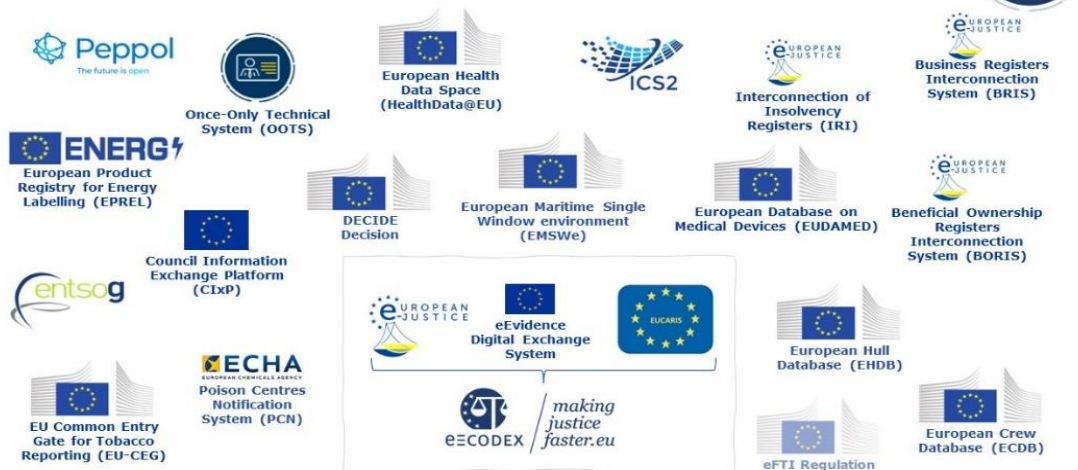 Peppol
The future is open
Once-Only Technical
System (OOTS)
European Health
Data Space
(HealthData@EU)
ICS2
EUROPEAN
JUSTICE
Interconnection of
Insolvency
Registers (IRI)
EUROPEAN
JUSTICE
Business Registers
Interconnection
System (BRIS)
ENERG
European Product
Registry for Energy
Labelling (EPREL)
DECIDE
Decision
European Maritime Single
Window environment
(EMSWe)
European Database on
Medical Devices (EUDAMED)
EUROPEAN
JUSTICE
Beneficial Ownership
Registers
Interconnection
System (BORIS)
Council Information
Exchange Platform
(CIxP)
entsog
EUROPEAN
JUSTICE
eEvidence
Digital Exchange
System
EUCARIS
European Hull
Database (EHDB)
ECHA
EUROPEAN CHEMICALS AGENCY
Poison Centres
Notification
System (PCN)
EU Common Entry
Gate for Tobacco
Reporting (EU-CEG)
eCODEX
making
justice
faster.eu
eFTI Regulation
European Crew
Database (ECDB)